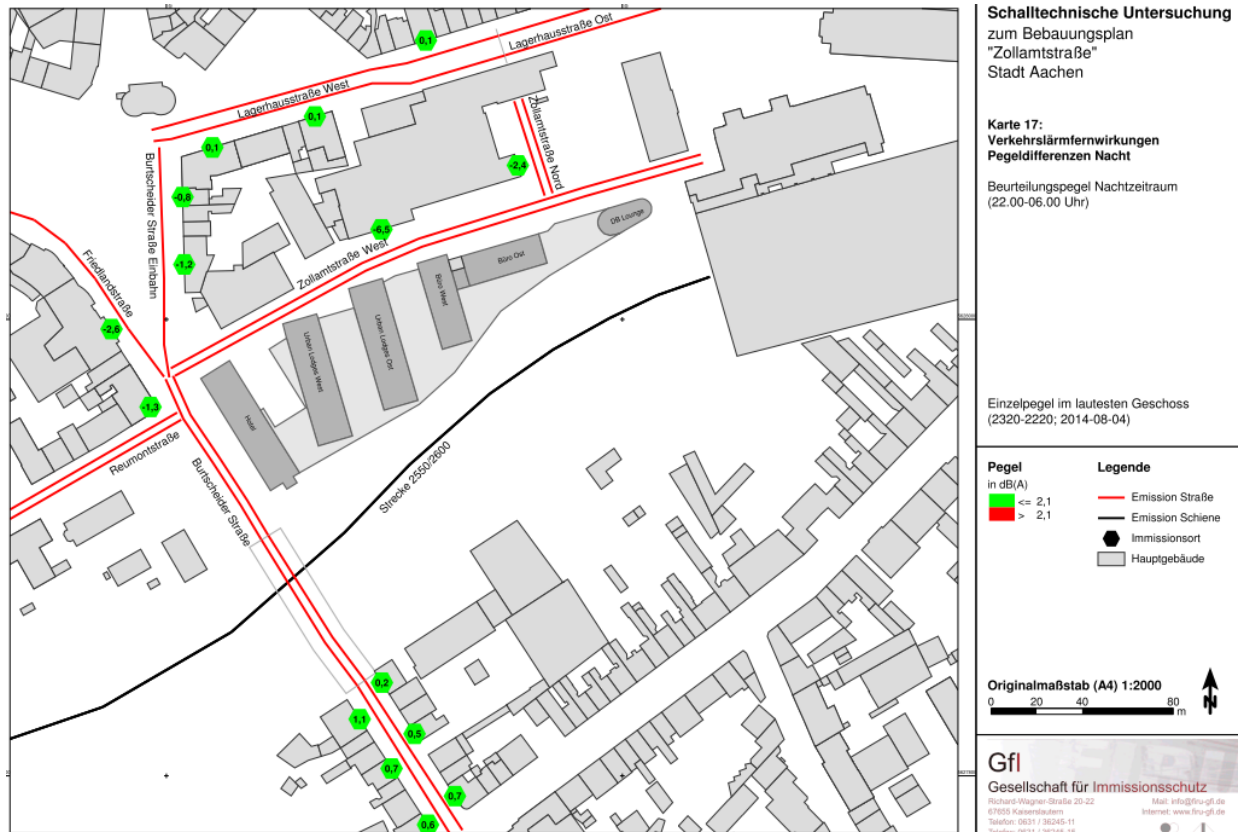 Schalltechnische Untersuchung
zum Bebauungsplan
"Zollamtstraße"
Stadt Aachen
Karte 17:
Verkehrslärmfernwirkungen
Pegeldifferenzen Nacht
Beurteilungspegel Nachtzeitraum
(22.00-06.00 Uhr)
Einzelpegel im lautesten Geschoss
(2320-2220; 2014-08-04)
Pegel
in dB(A)
<= 2,1
> 2,1
Legende
Emission Straße
Emission Schiene
Immissionsort
Hauptgebäude
Originalmaßstab (A4) 1:2000
0 20 40 80
m
N
GfI
Gesellschaft für Immissionsschutz
Richard-Wagner-Straße 20-22
67655 Kaiserslautern
Telefon: 0631 / 36245-11
Mail: info@firu-gfi.de
Internet: www.firu-gfi.de
0,1
Lagerhausstraße Ost
Lagerhausstraße West
0,1
0,1
Zollamtstraße Nord
-2,4
Burtscheider Straße Einbahn
-0,8
-6,5
DB Lounge
Zollamtstraße West
-1,2
Büro Ost
Büro West
Friedlandstraße
-2,6
Urban Lodges West
Urban Lodges Ost
-1,3
Hotel
Reumontstraße
Burtscheider Straße
Strecke 2550/2600
0,2
1,1
0,5
0,7
0,7
0,6